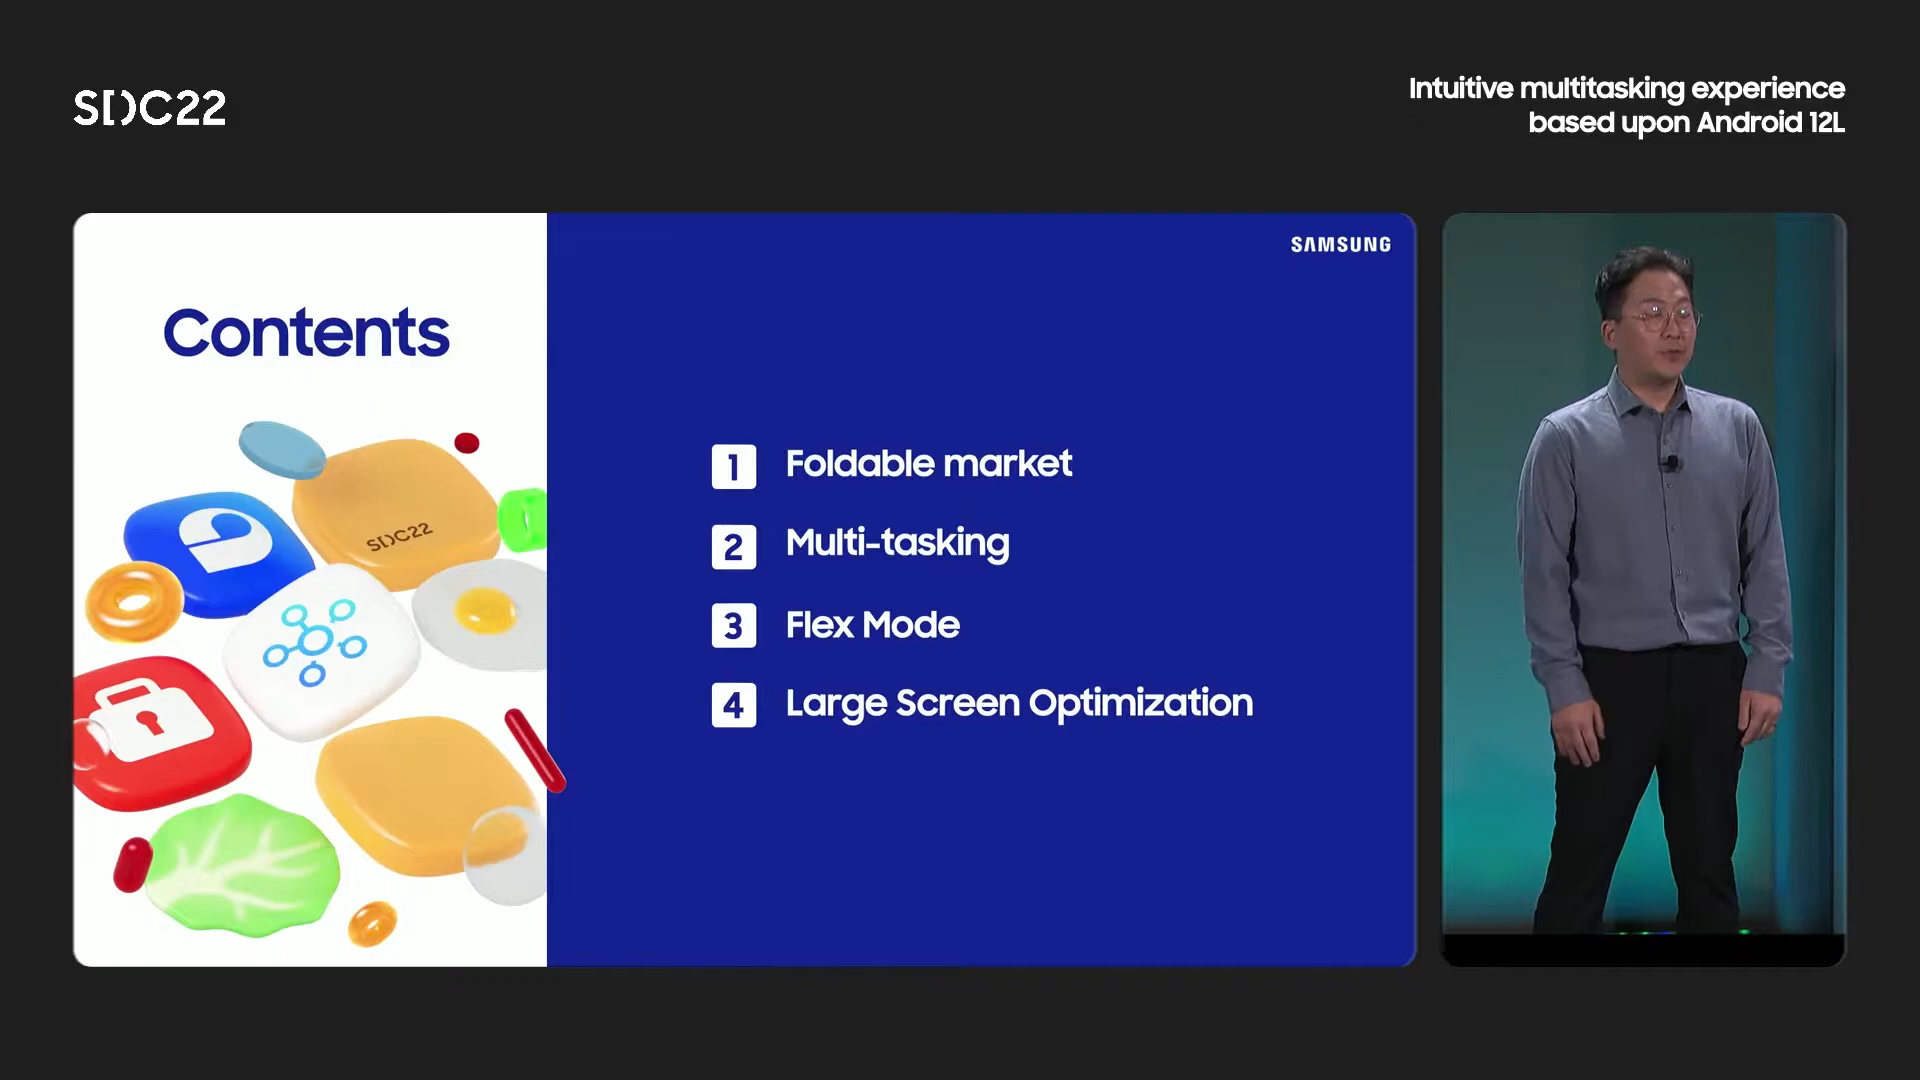 SDC22
Intuitive multitasking experience
based upon Android 12L
SAMSUNG
Contents
SDC22
1 Foldable market
2 Multi-tasking
3 Flex Mode
4 Large Screen Optimization